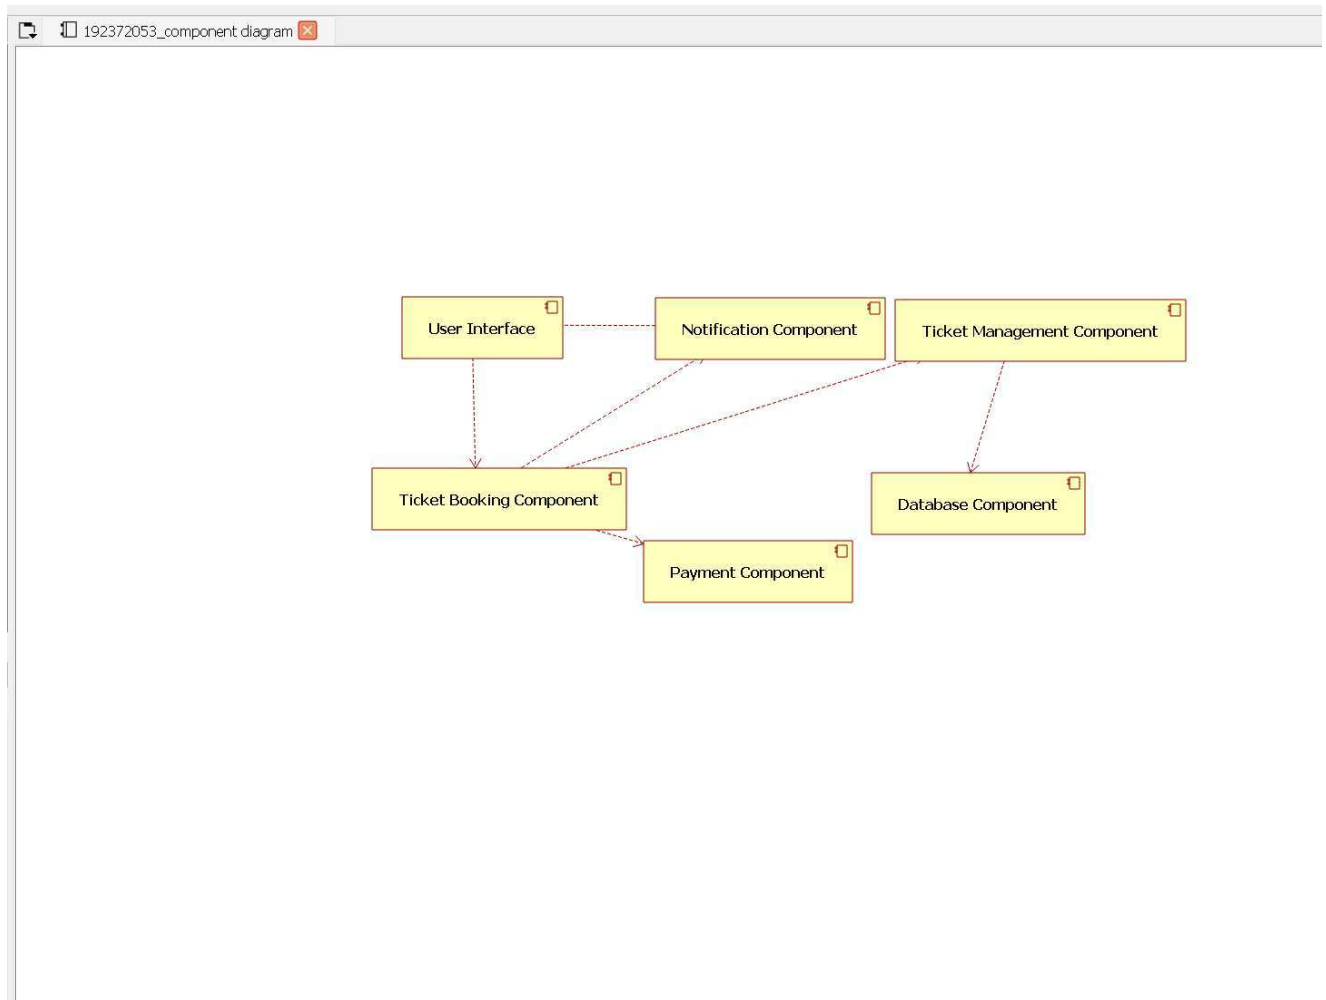 192372053_component diagram
User Interface
Notification Component
Ticket Management Component
Ticket Booking Component
Database Component
Payment Component